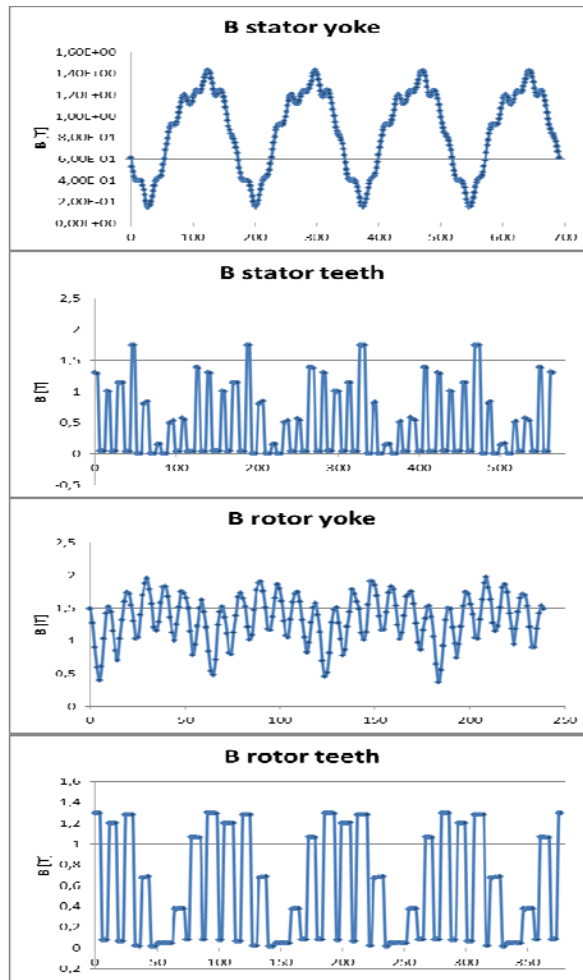 B stator yoke
1,60E+00
1,40E+00
1,20E+00
1,00E+00
8,00E-01
6,00E-01
4,00E-01
2,00E-01
0,00E+00
B [T]
0 100 200 300 400 500 600 700
B stator teeth
2,5
2
1,5
1
0,5
0
-0,5
B [T]
0 100 200 300 400 500
B rotor yoke
2,5
2
1,5
1
0,5
0
B [T]
0 50 100 150 200 250
B rotor teeth
1,6
1,4
1,2
1
0,8
0,6
0,4
0,2
0
0,2
B [T]
0 50 100 150 200 250 300 350